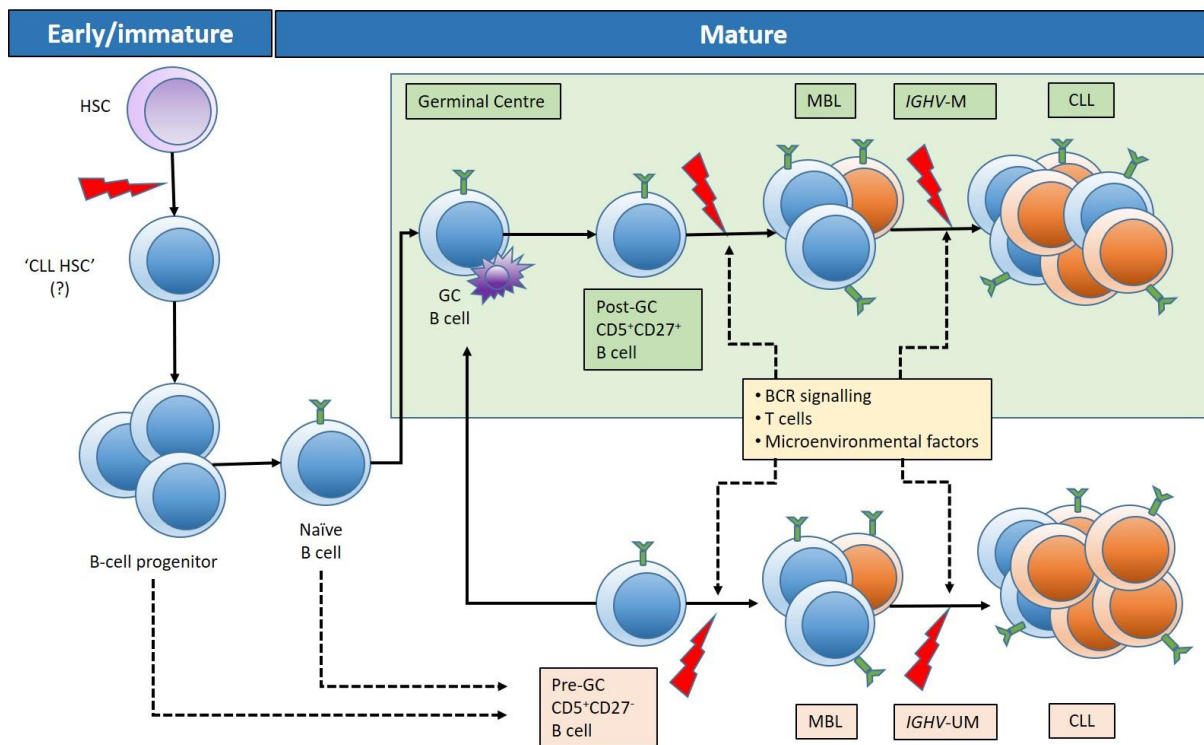 Early/immature
Mature
HSC
Germinal Centre
MBL
IGHV-M
CLL
‘CLL HSC’
(?)
GC
B cell
Post-GC
CD5⁺CD27⁺
B cell
• BCR signalling
• T cells
• Microenvironmental factors
Naïve
B cell
B-cell progenitor
Pre-GC
CD5⁺CD27⁻
B cell
MBL
IGHV-UM
CLL